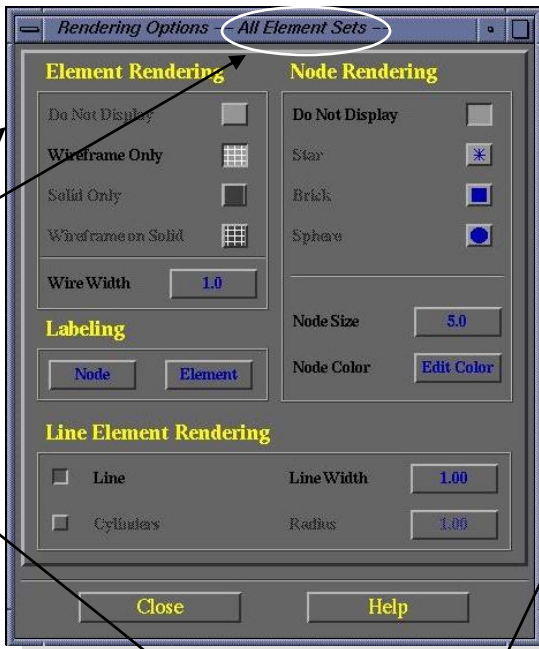 Rendering Options -- All Element Sets --
Element Rendering
Do Not Display
Wireframe Only
Solid Only
Wireframe on Solid
Wire Width 1.0
Labeling
Node Element
Node Rendering
Do Not Display
Star
Brick
Sphere
Node Size 5.0
Node Color Edit Color
Line Element Rendering
Line Line Width 1.00
Cylinders Radius 1.00
Close Help